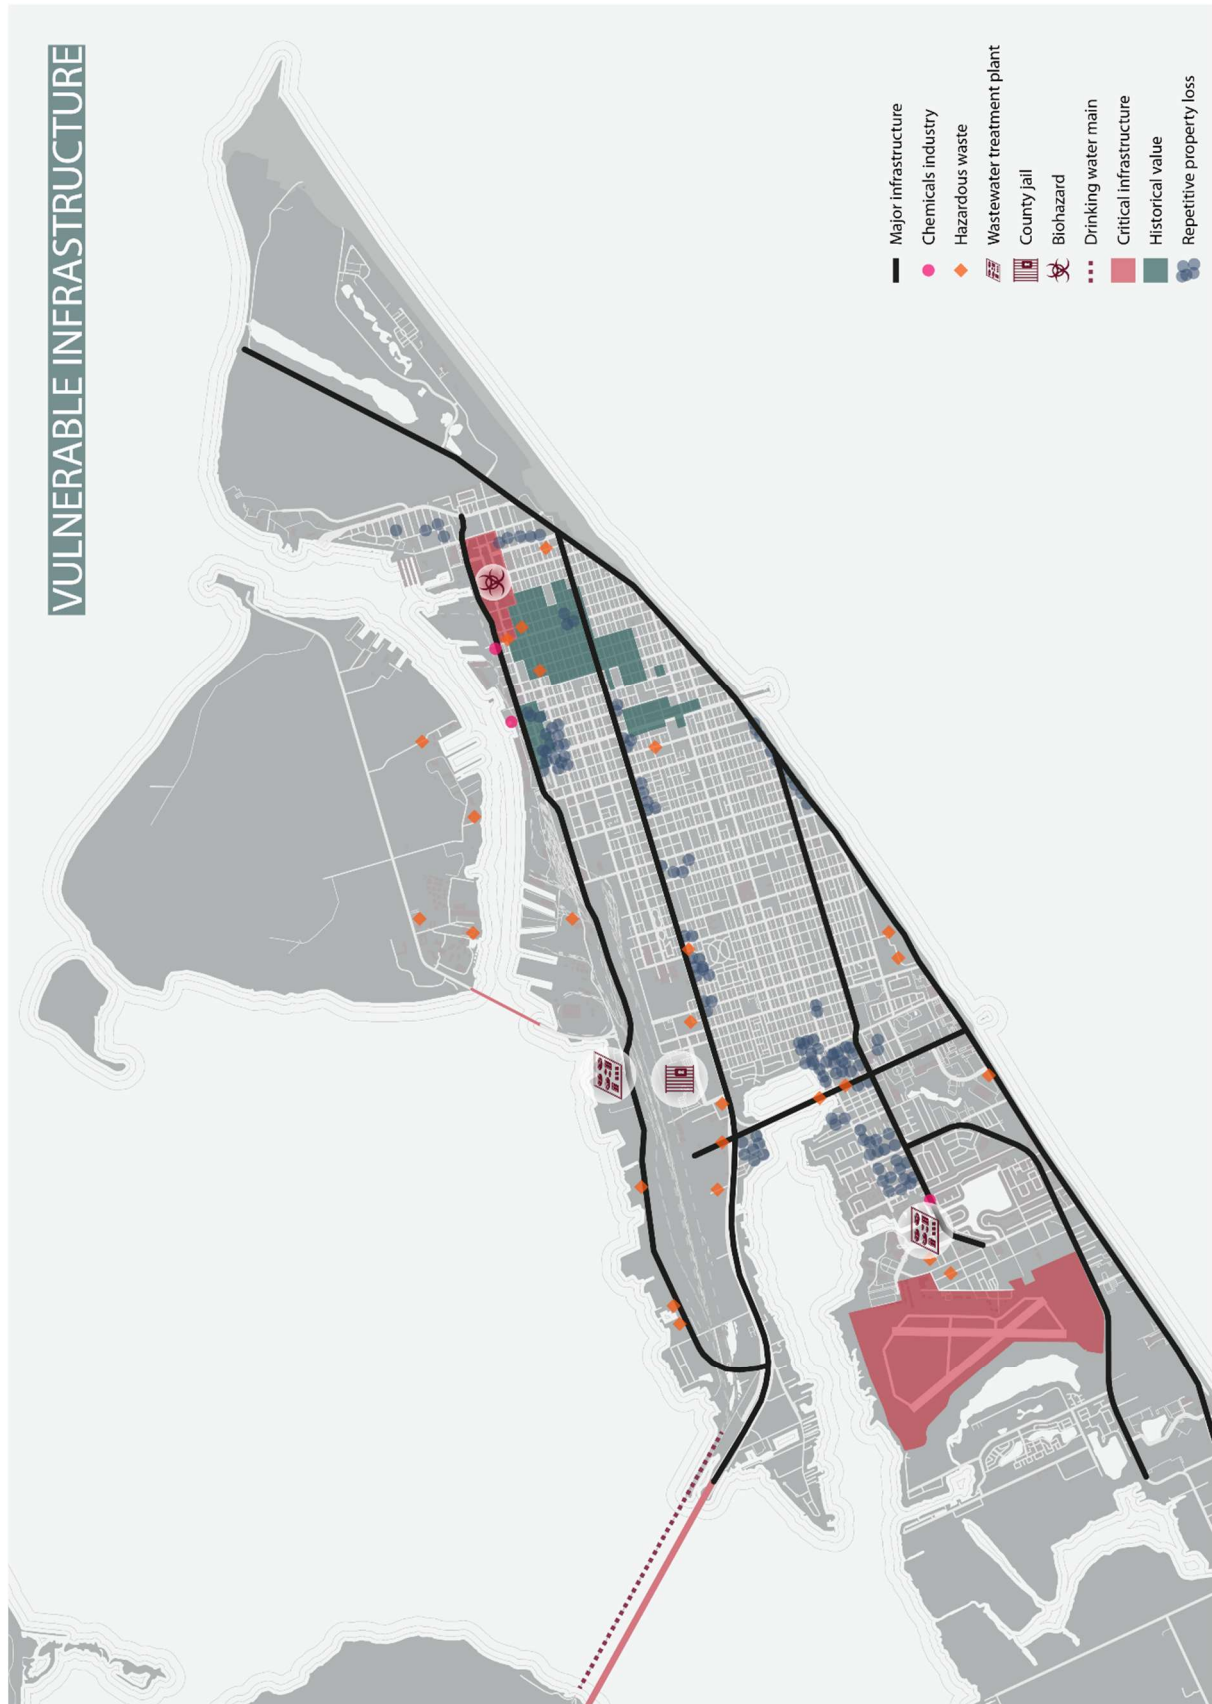 VULNERABLE INFRASTRUCTURE
Major infrastructure
Chemicals industry
Hazardous waste
Wastewater treatment plant
County jail
Biohazard
Drinking water main
Critical infrastructure
Historical value
Repetitive property loss